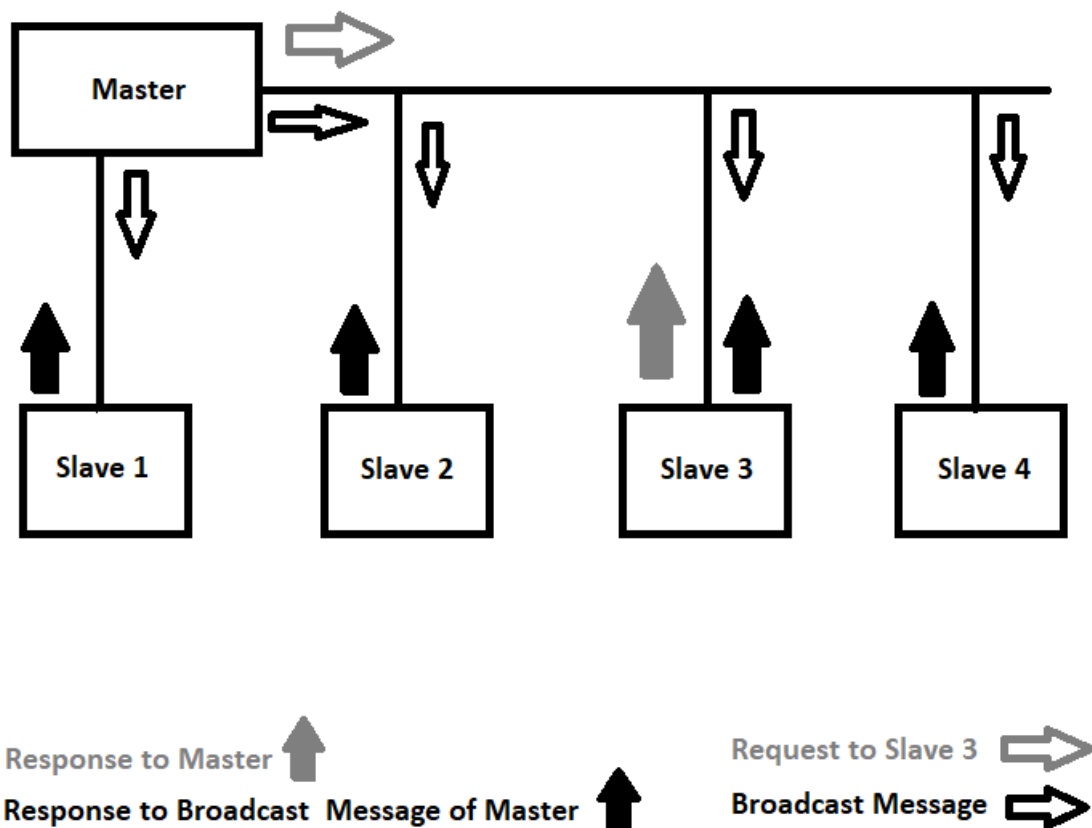 Master
Slave 1
Slave 2
Slave 3
Slave 4
Response to Master
Request to Slave 3
Response to Broadcast Message of Master
Broadcast Message